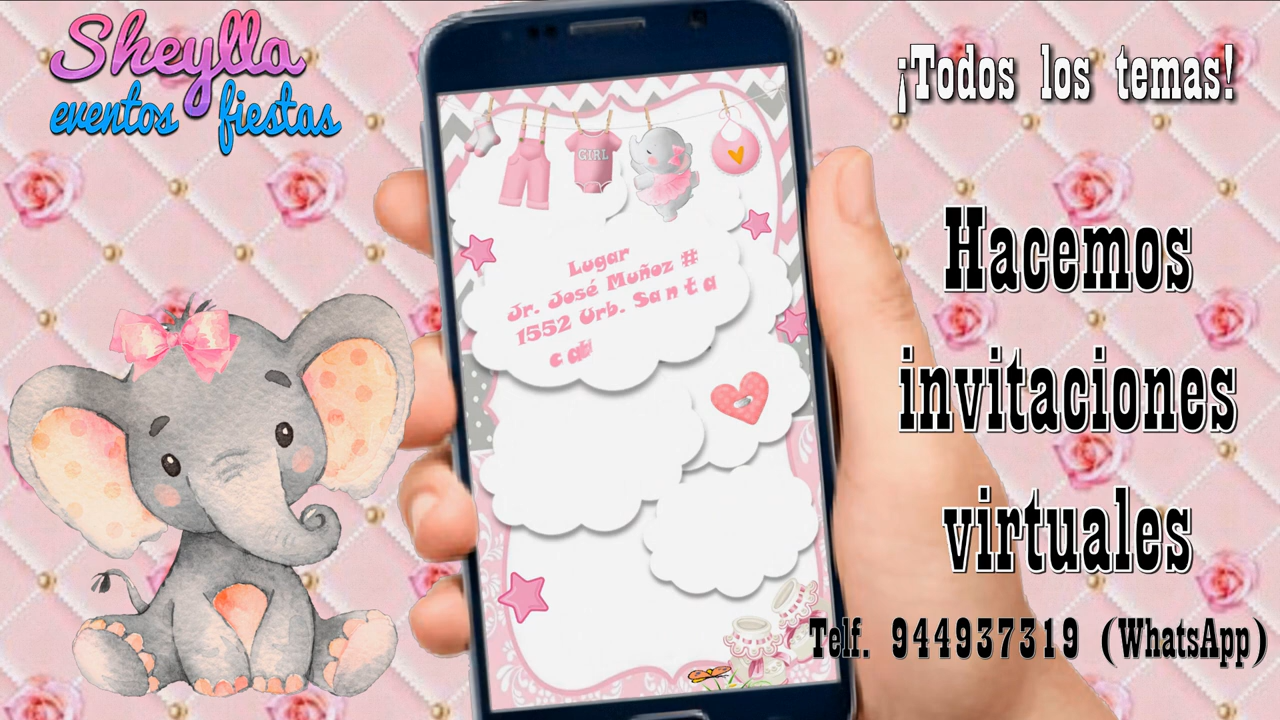 Sheylla
eventos fiestas
¡Todos los temas!
GIRL
Lugar
Jr. José Muñoz #
1552 Urb. Santa
Hacemos
invitaciones
virtuales
Telf. 944937319 (WhatsApp)